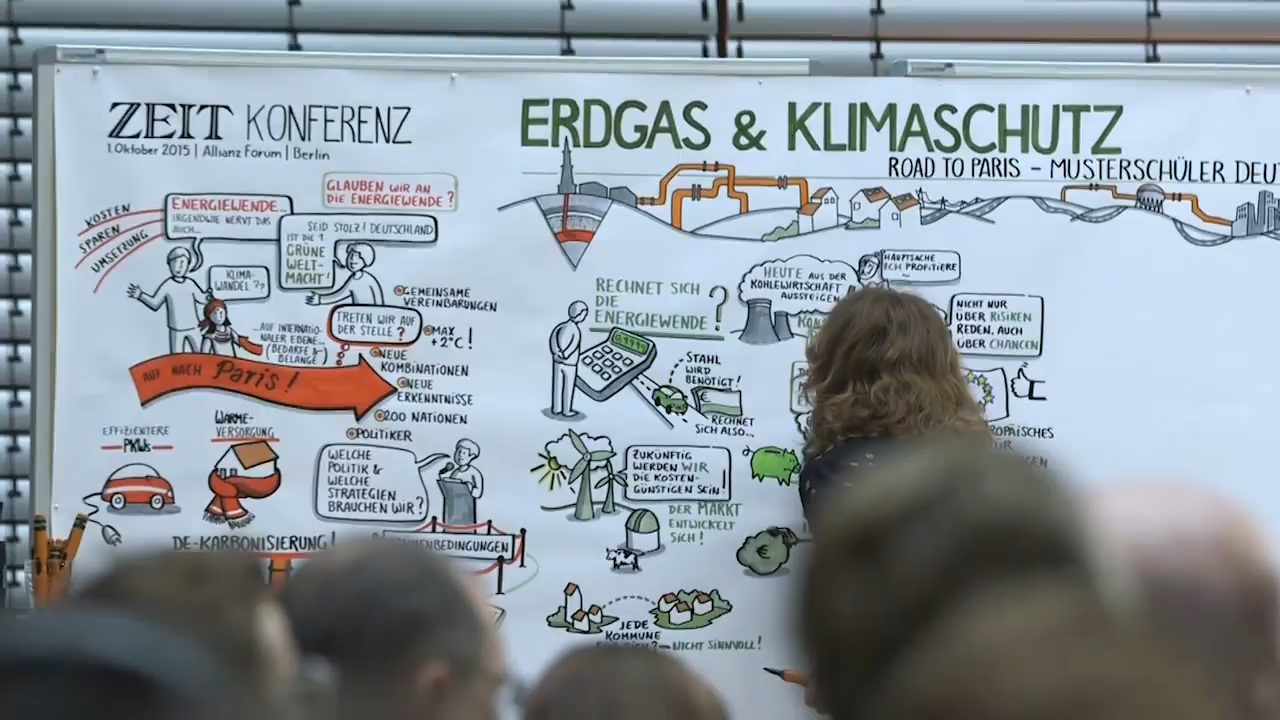 ZEIT KONFERENZ
1. Oktober 2015 | Allianz Forum | Berlin
ERDGAS & KLIMASCHUTZ
ROAD TO PARIS – MUSTERSCHÜLER
GLAUBEN WIR AN
DIE ENERGIEWENDE?
KOSTEN
SPAREN
UMSETZUNG
ENERGIEWENDE...
IRGENDWIE NERVT DAS
AUCH...
SEID STOLZ! DEUTSCHLAND
IST DIE 1.
GRÜNE
WELT-
MACHT!
KLIMA-
WANDEL??
TRETEN WIR AUF
DER STELLE?
...AUF INTERNATIO-
NALER EBENE...
(BEDARFE &
BELANGE)
GEMEINSAME
VEREINBARUNGEN
MAX
+2°C!
NEUE
KOMBINATIONEN
NEUE
ERKENNTNISSE
200 NATIONEN
POLITIKER
AUF NACH Paris!
EFFIZIENTERE
PKWs
WÄRME-
VERSORGUNG
WELCHE
POLITIK &
WELCHE
STRATEGIEN
BRAUCHEN WIR?
DE-KARBONISIERUNG!
RECHNET SICH
DIE
ENERGIEWENDE?
STAHL
WIRD
BENÖTIGT!
RECHNET
SICH ALSO...
HEUTE AUS DER
KOHLEWIRTSCHAFT
AUSSTEIGEN
HAUPTSACHE
ICH PROFITIERE
...
NICHT NUR
ÜBER RISIKEN
REDEN, AUCH
ÜBER CHANCEN
ZUKÜNFTIG
WERDEN WIR
DIE KOSTEN-
GÜNSTIGEN SEIN!
DER MARKT
ENTWICKELT
SICH!
€
JEDE
KOMMUNE
NICHT SINNVOLL!